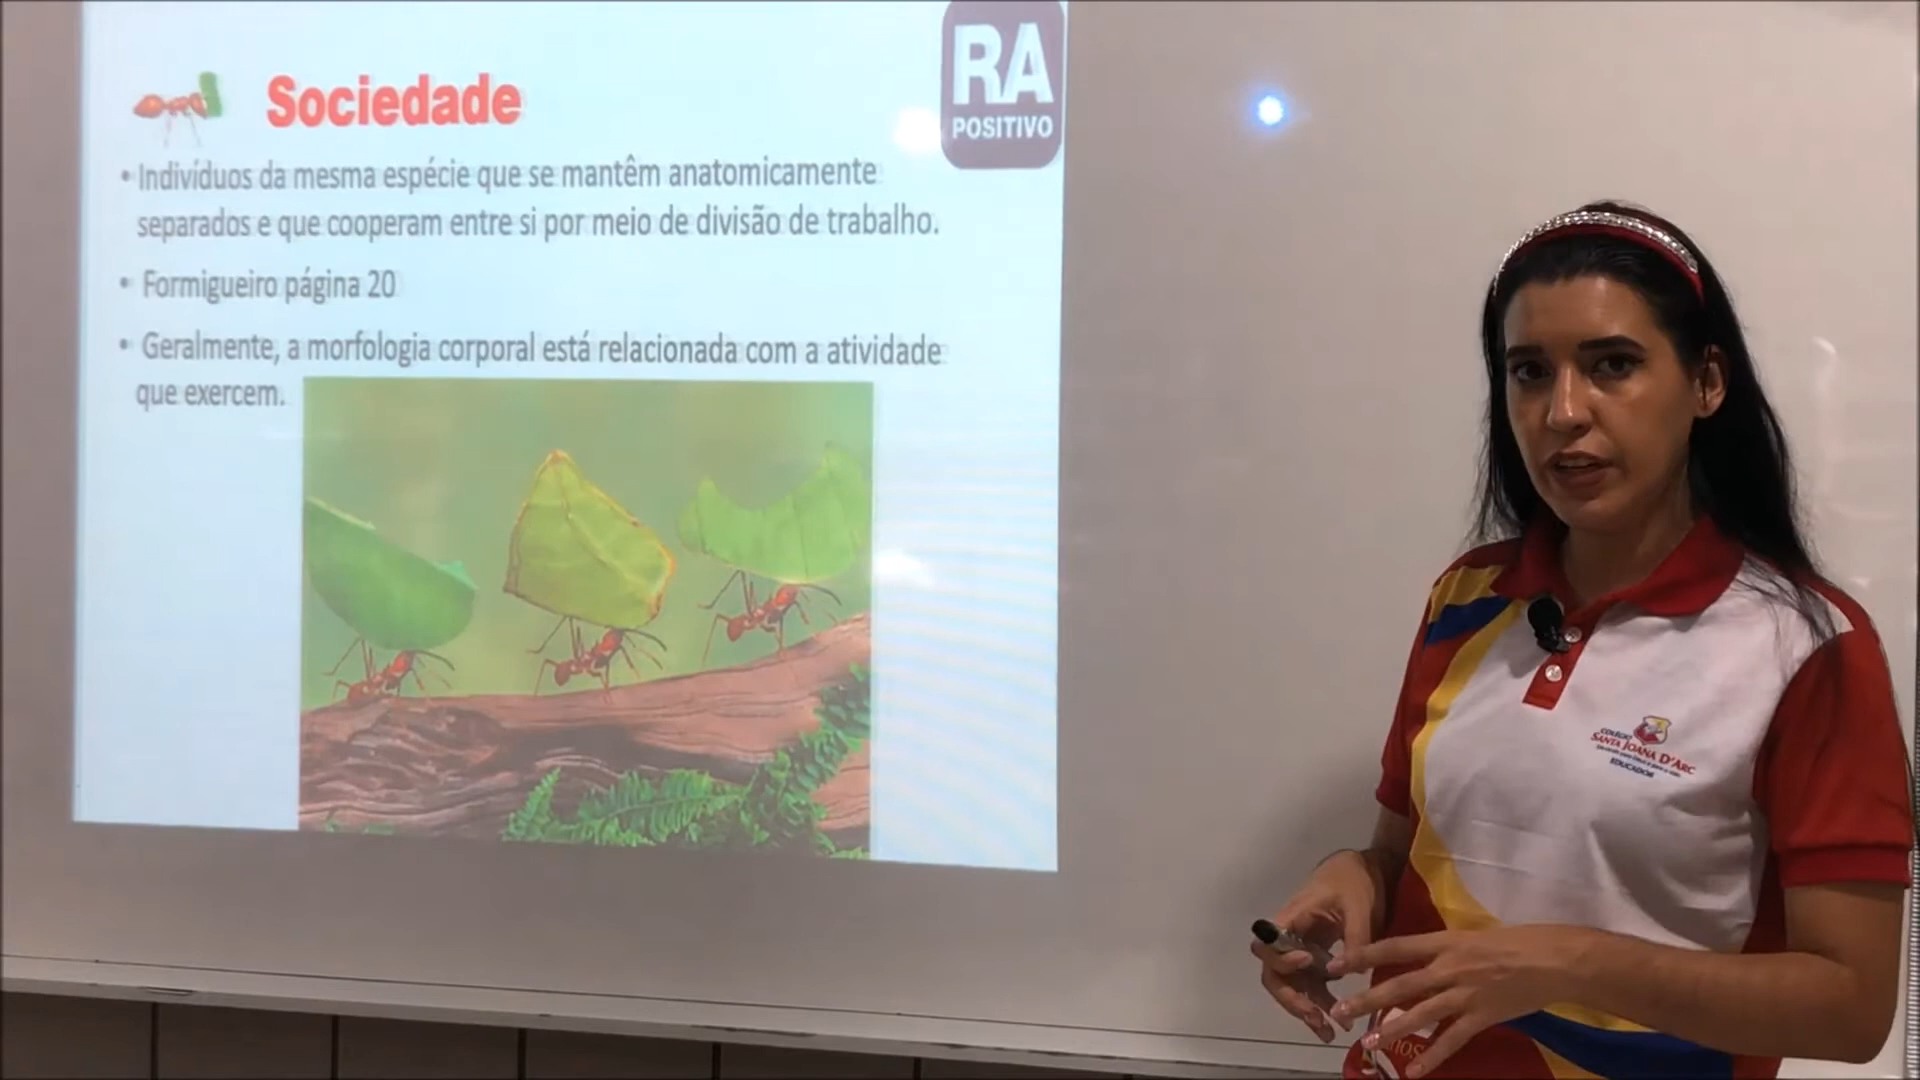 Sociedade
RA
POSITIVO
• Indivíduos da mesma espécie que se mantêm anatomicamente
separados e que cooperam entre si por meio de divisão de trabalho.
• Formigueiro página 20
• Geralmente, a morfologia corporal está relacionada com a atividade
que exercem.
COLÉGIO
SANTA JOANA D'ARC
EDUCADOR